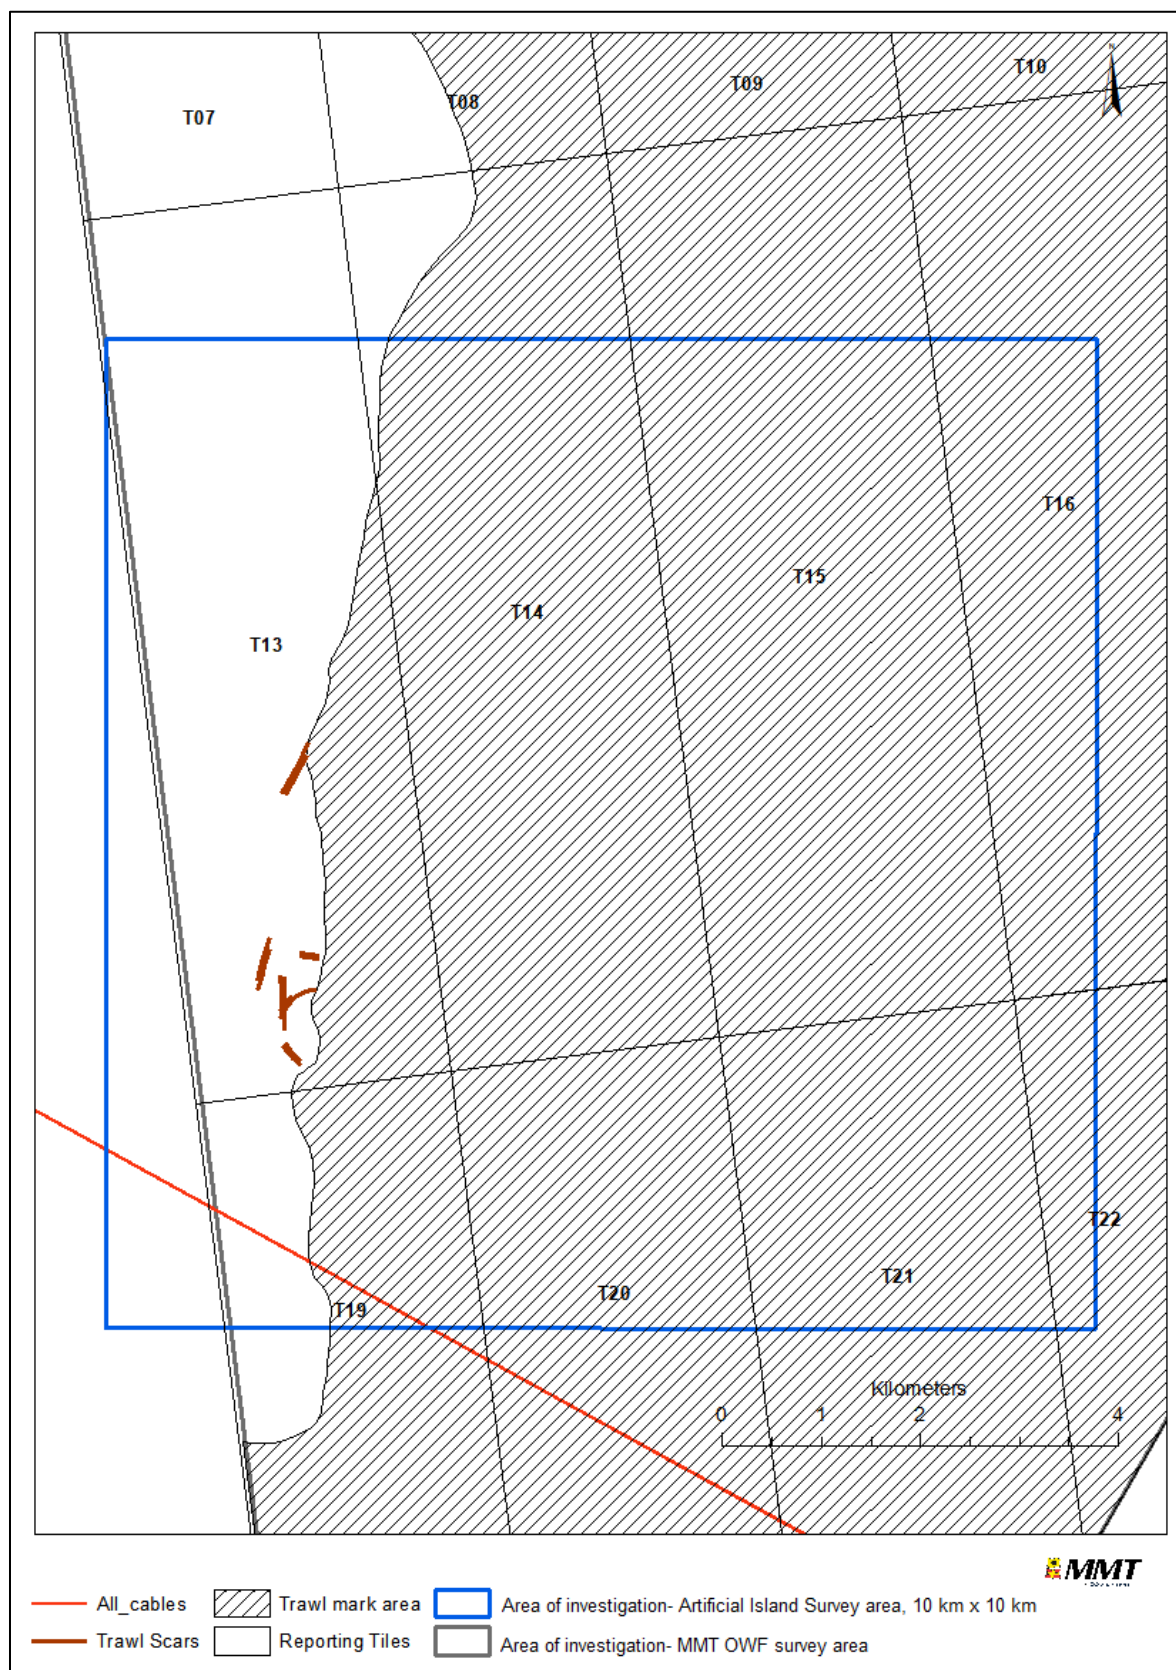 N
T10
T09
T08
T07
T16
T15
T14
T13
T22
T21
T20
T19
Kilometers
0 1 2 4
MMT
All_cables
Trawl mark area
Area of investigation- Artificial Island Survey area, 10 km x 10 km
Trawl Scars
Reporting Tiles
Area of investigation- MMT OWF survey area